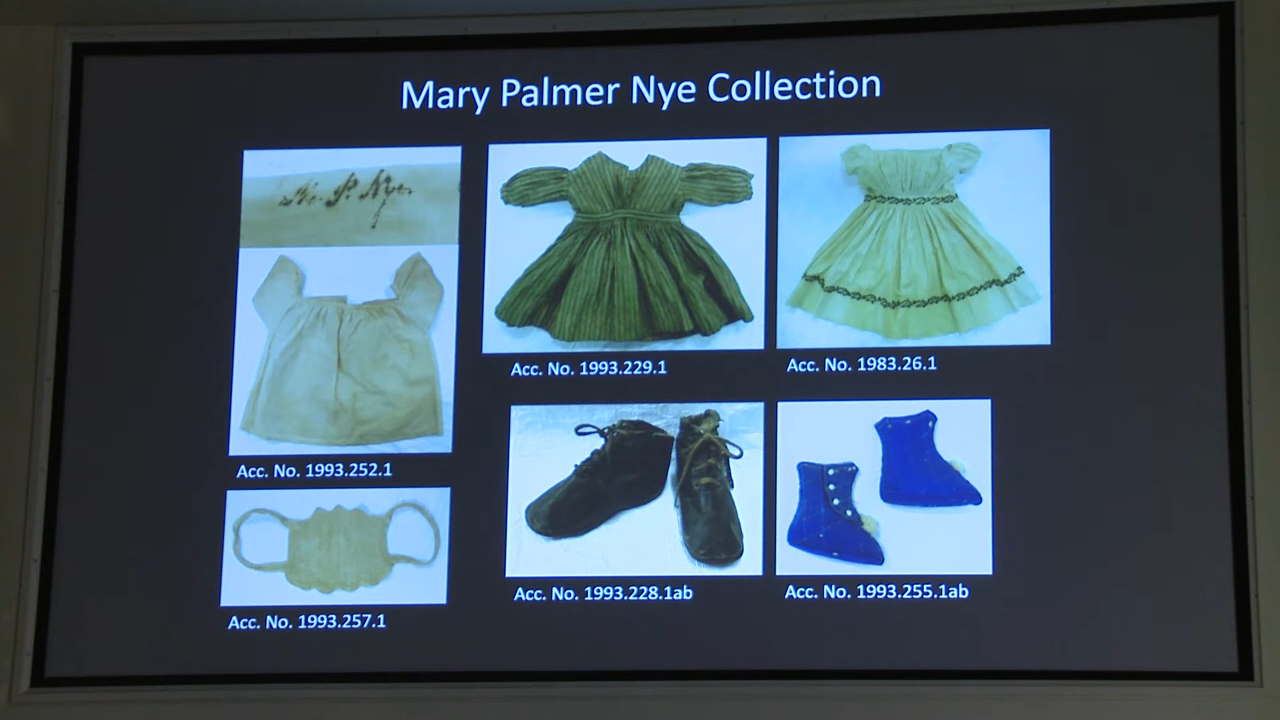 Mary Palmer Nye Collection
M. P. Nye.
Acc. No. 1993.252.1
Acc. No. 1993.257.1
Acc. No. 1993.229.1
Acc. No. 1983.26.1
Acc. No. 1993.228.1ab
Acc. No. 1993.255.1ab